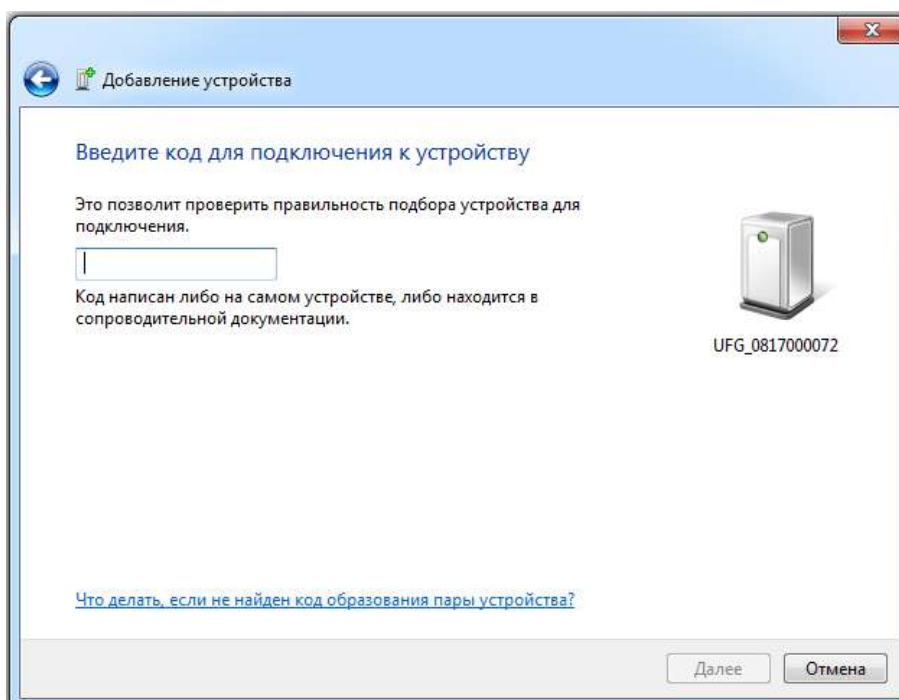 Добавление устройства
Введите код для подключения к устройству
Это позволит проверить правильность подбора устройства для
подключения.
Код написан либо на самом устройстве, либо находится в
сопроводительной документации.
UFG_0817000072
Что делать, если не найден код образования пары устройства?
Далее
Отмена